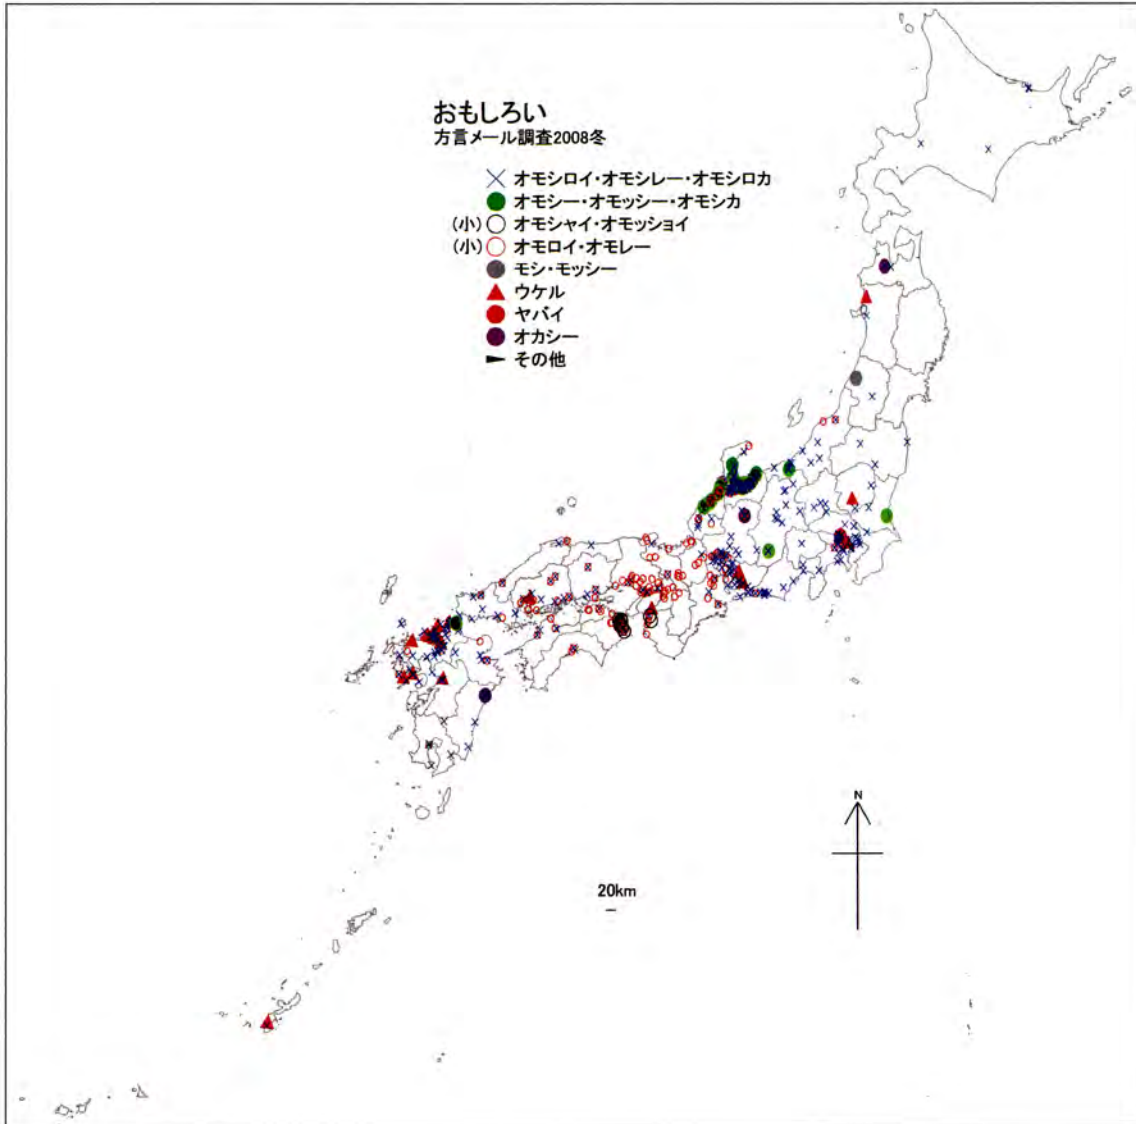 おもしろい
方言メール調査2008冬
オモシロイ・オモシレー・オモシロカ
オモシー・オモッシー・オモシカ
(小) オモシャイ・オモッショイ
(小) オモロイ・オモレー
モシ・モッシー
ウケル
ヤバイ
オカシー
その他
N
20km